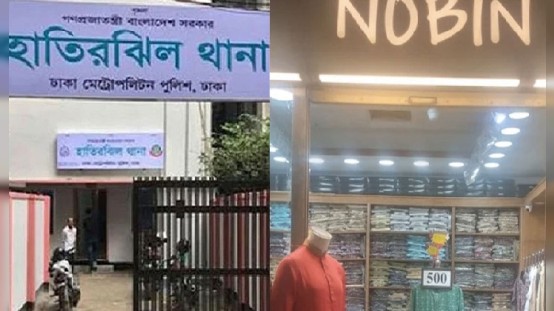 গণপ্রজাতন্ত্রী বাংলাদেশ সরকার
হাতিরঝিল থানা
ঢাকা মেট্রোপলিটন পুলিশ, ঢাকা
হাতিরঝিল থানা
NOBIN
500